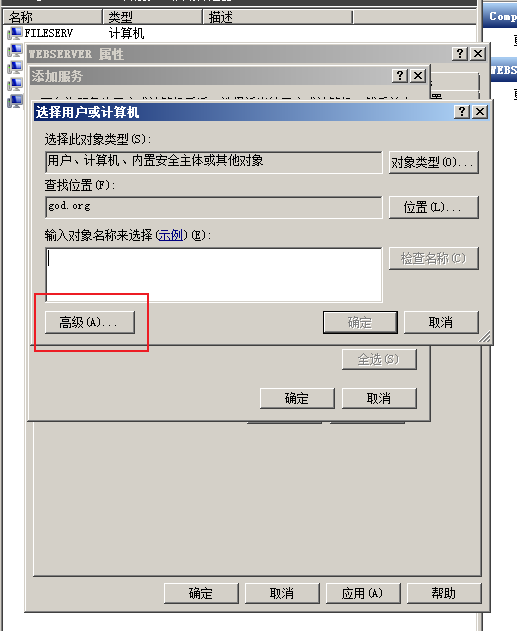 名称 类型 描述
FILESERV 计算机
Comp
WEBSERVER 属性
添加服务
WEBS
选择用户或计算机
选择此对象类型(S):
用户、计算机、内置安全主体或其他对象
对象类型(O)...
查找位置(F):
god.org
位置(L)...
输入对象名称来选择(示例)(E):
检查名称(C)
高级(A)...
确定
取消
全选(S)
确定
取消
确定
取消
应用(A)
帮助